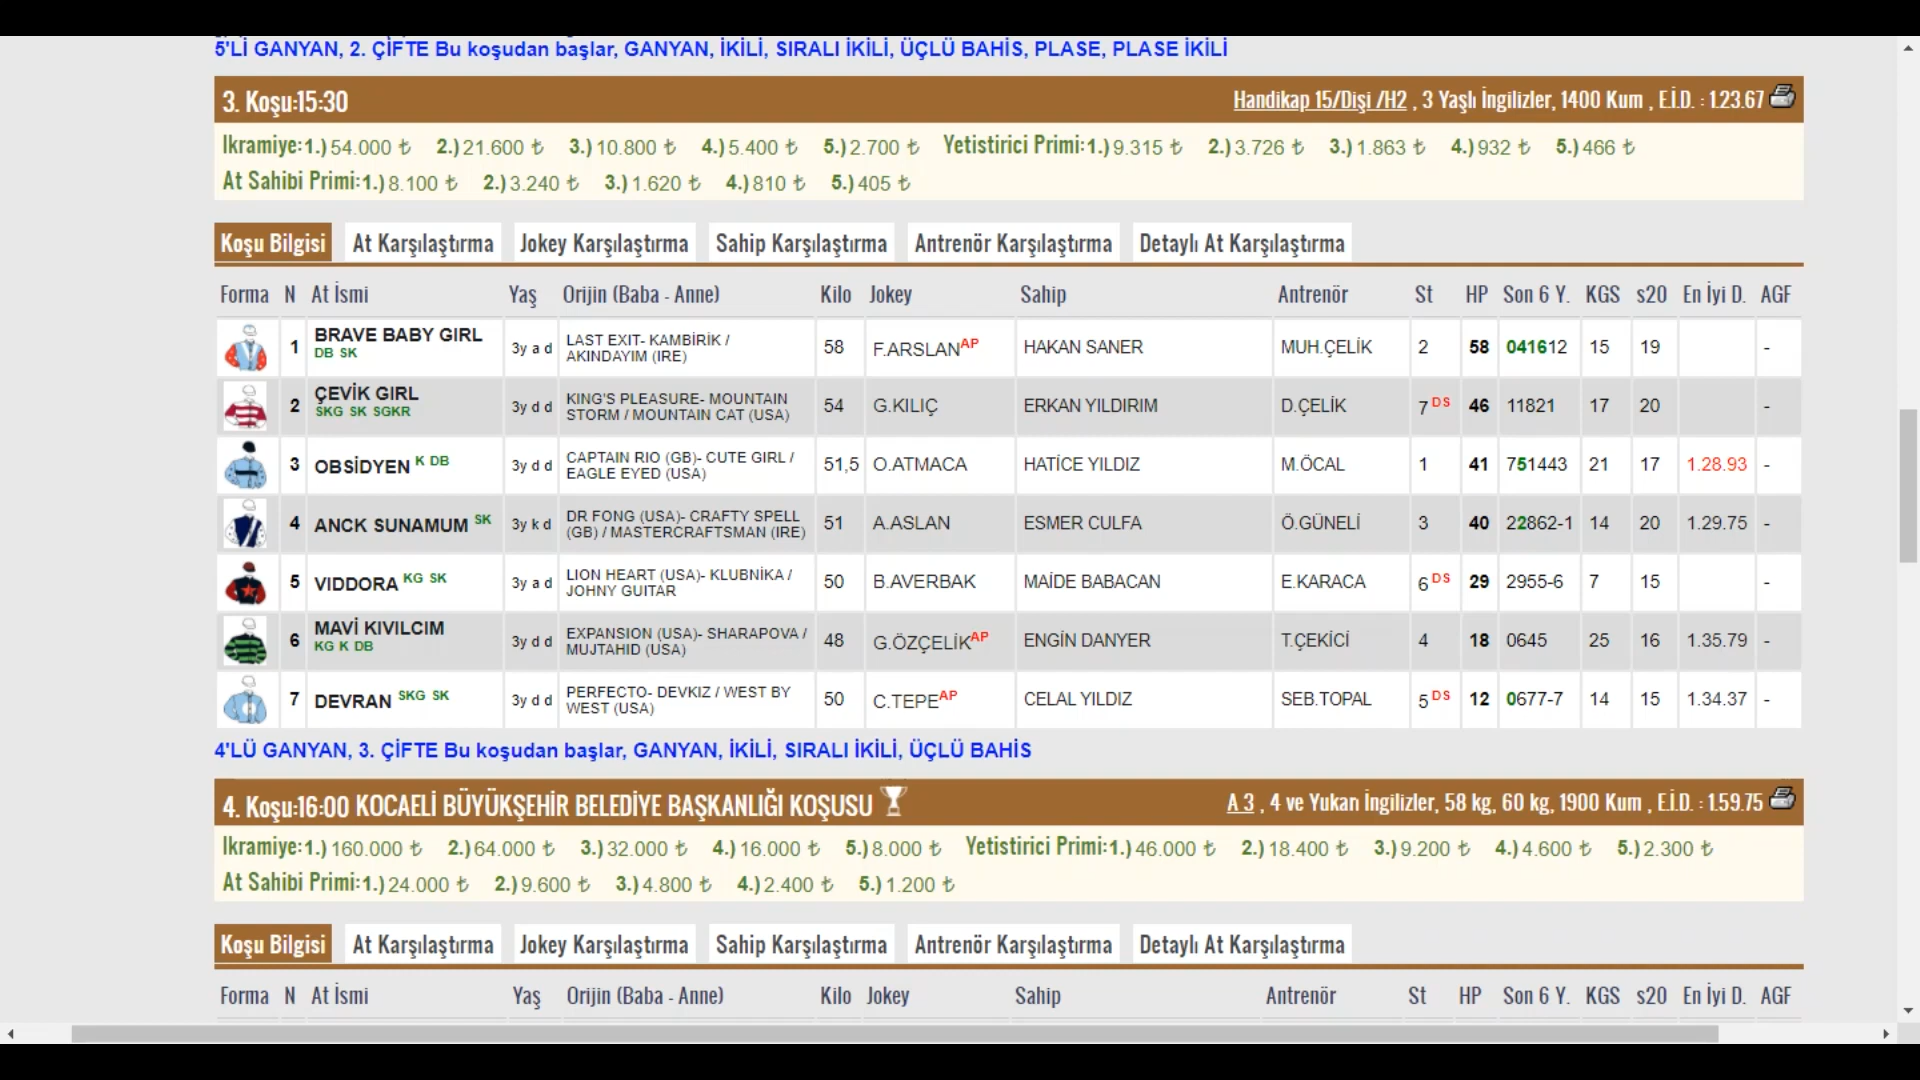 5'Lİ GANYAN, 2. ÇİFTE Bu koşudan başlar, GANYAN, İKİLİ, SIRALI İKİLİ, ÜÇLÜ BAHİS, PLASE, PLASE İKİLİ
3. Koşu:15:30 Handikap 15/Dişi /H2 , 3 Yaşlı İngilizler, 1400 Kum , E.İ.D. : 1.23.67
Ikramiye:1.) 54.000 ₺ 2.) 21.600 ₺ 3.) 10.800 ₺ 4.) 5.400 ₺ 5.) 2.700 ₺ Yetistirici Primi:1.) 9.315 ₺ 2.) 3.726 ₺ 3.) 1.863 ₺ 4.) 932 ₺ 5.) 466 ₺
At Sahibi Primi:1.) 8.100 ₺ 2.) 3.240 ₺ 3.) 1.620 ₺ 4.) 810 ₺ 5.) 405 ₺
Koşu Bilgisi At Karşılaştırma Jokey Karşılaştırma Sahip Karşılaştırma Antrenör Karşılaştırma Detaylı At Karşılaştırma
Forma N At İsmi Yaş Orijin (Baba - Anne) Kilo Jokey Sahip Antrenör St HP Son 6 Y. KGS s20 En İyi D. AGF
1 BRAVE BABY GIRL DB SK 3y a d LAST EXIT- KAMBİRİK / AKINDAYIM (IRE) 58 F.ARSLAN AP HAKAN SANER MUH.ÇELİK 2 58 041612 15 19 -
2 ÇEVİK GIRL SKG SK SGKR 3y d d KING'S PLEASURE- MOUNTAIN STORM / MOUNTAIN CAT (USA) 54 G.KILIÇ ERKAN YILDIRIM D.ÇELİK 7 DS 46 11821 17 20 -
3 OBSİDYEN K DB 3y d d CAPTAIN RIO (GB)- CUTE GIRL / EAGLE EYED (USA) 51,5 O.ATMACA HATİCE YILDIZ M.ÖCAL 1 41 751443 21 17 1.28.93 -
4 ANCK SUNAMUM SK 3y k d DR FONG (USA)- CRAFTY SPELL (GB) / MASTERCRAFTSMAN (IRE) 51 A.ASLAN ESMER CULFA Ö.GÜNELİ 3 40 22862-1 14 20 1.29.75 -
5 VIDDORA KG SK 3y a d LION HEART (USA)- KLUBNİKA / JOHNY GUITAR 50 B.AVERBAK MAİDE BABACAN E.KARACA 6 DS 29 2955-6 7 15 -
6 MAVİ KIVILCIM KG K DB 3y d d EXPANSION (USA)- SHARAPOVA / MUJTAHID (USA) 48 G.ÖZÇELİK AP ENGİN DANYER T.ÇEKİCİ 4 18 0645 25 16 1.35.79 -
7 DEVRAN SKG SK 3y d d PERFECTO- DEVKIZ / WEST BY WEST (USA) 50 C.TEPE AP CELAL YILDIZ SEB.TOPAL 5 DS 12 0677-7 14 15 1.34.37 -
4'LÜ GANYAN, 3. ÇİFTE Bu koşudan başlar, GANYAN, İKİLİ, SIRALI İKİLİ, ÜÇLÜ BAHİS
4. Koşu:16:00 KOCAELİ BÜYÜKŞEHİR BELEDİYE BAŞKANLIĞI KOŞUSU A 3 , 4 ve Yukarı İngilizler, 58 kg, 60 kg, 1900 Kum , E.İ.D. : 1.59.75
Ikramiye:1.) 160.000 ₺ 2.) 64.000 ₺ 3.) 32.000 ₺ 4.) 16.000 ₺ 5.) 8.000 ₺ Yetistirici Primi:1.) 46.000 ₺ 2.) 18.400 ₺ 3.) 9.200 ₺ 4.) 4.600 ₺ 5.) 2.300 ₺
At Sahibi Primi:1.) 24.000 ₺ 2.) 9.600 ₺ 3.) 4.800 ₺ 4.) 2.400 ₺ 5.) 1.200 ₺
Koşu Bilgisi At Karşılaştırma Jokey Karşılaştırma Sahip Karşılaştırma Antrenör Karşılaştırma Detaylı At Karşılaştırma
Forma N At İsmi Yaş Orijin (Baba - Anne) Kilo Jokey Sahip Antrenör St HP Son 6 Y. KGS s20 En İyi D. AGF